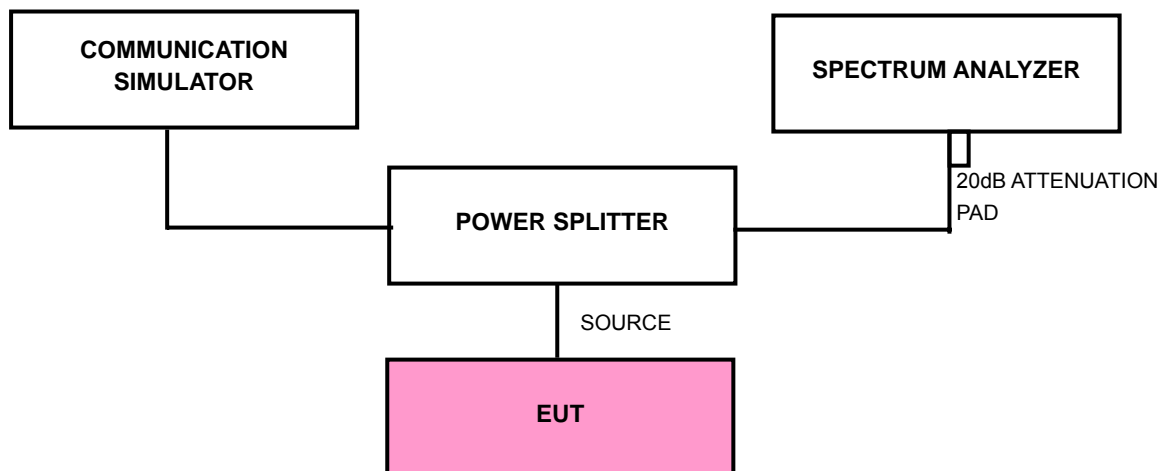 COMMUNICATION
SIMULATOR
SPECTRUM ANALYZER
20dB ATTENUATION
PAD
POWER SPLITTER
SOURCE
EUT